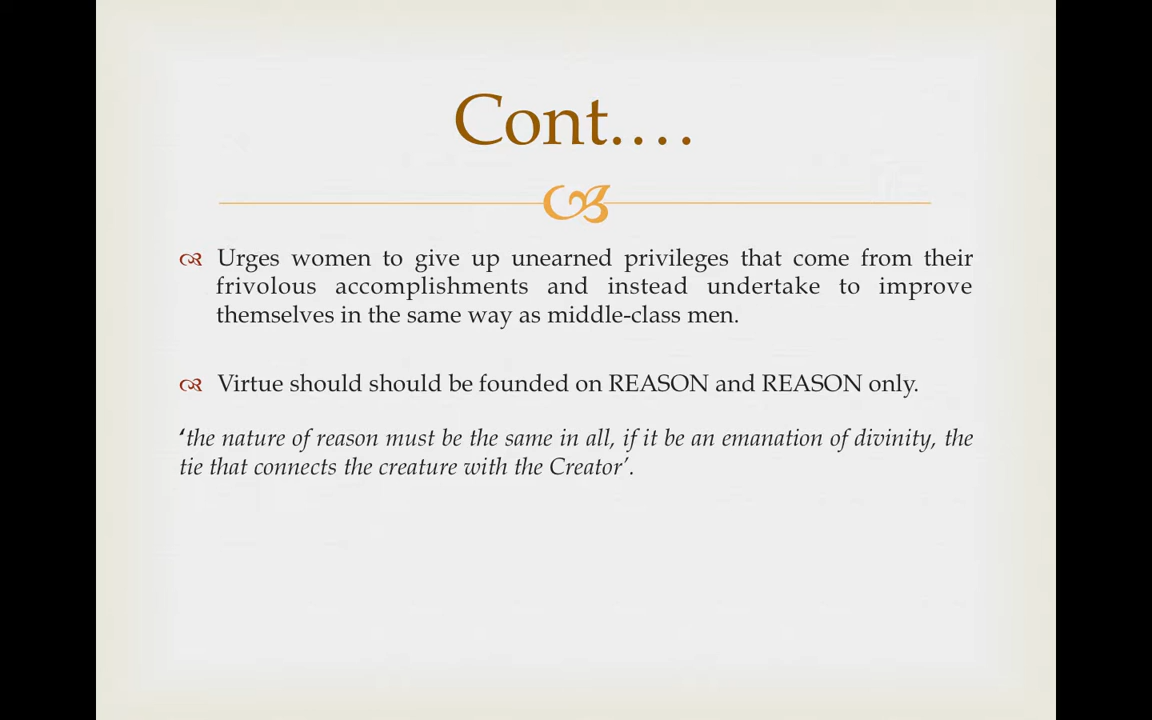 Cont....
Urges women to give up unearned privileges that come from their
frivolous accomplishments and instead undertake to improve
themselves in the same way as middle-class men.
Virtue should should be founded on REASON and REASON only.
‘the nature of reason must be the same in all, if it be an emanation of divinity, the
tie that connects the creature with the Creator’.